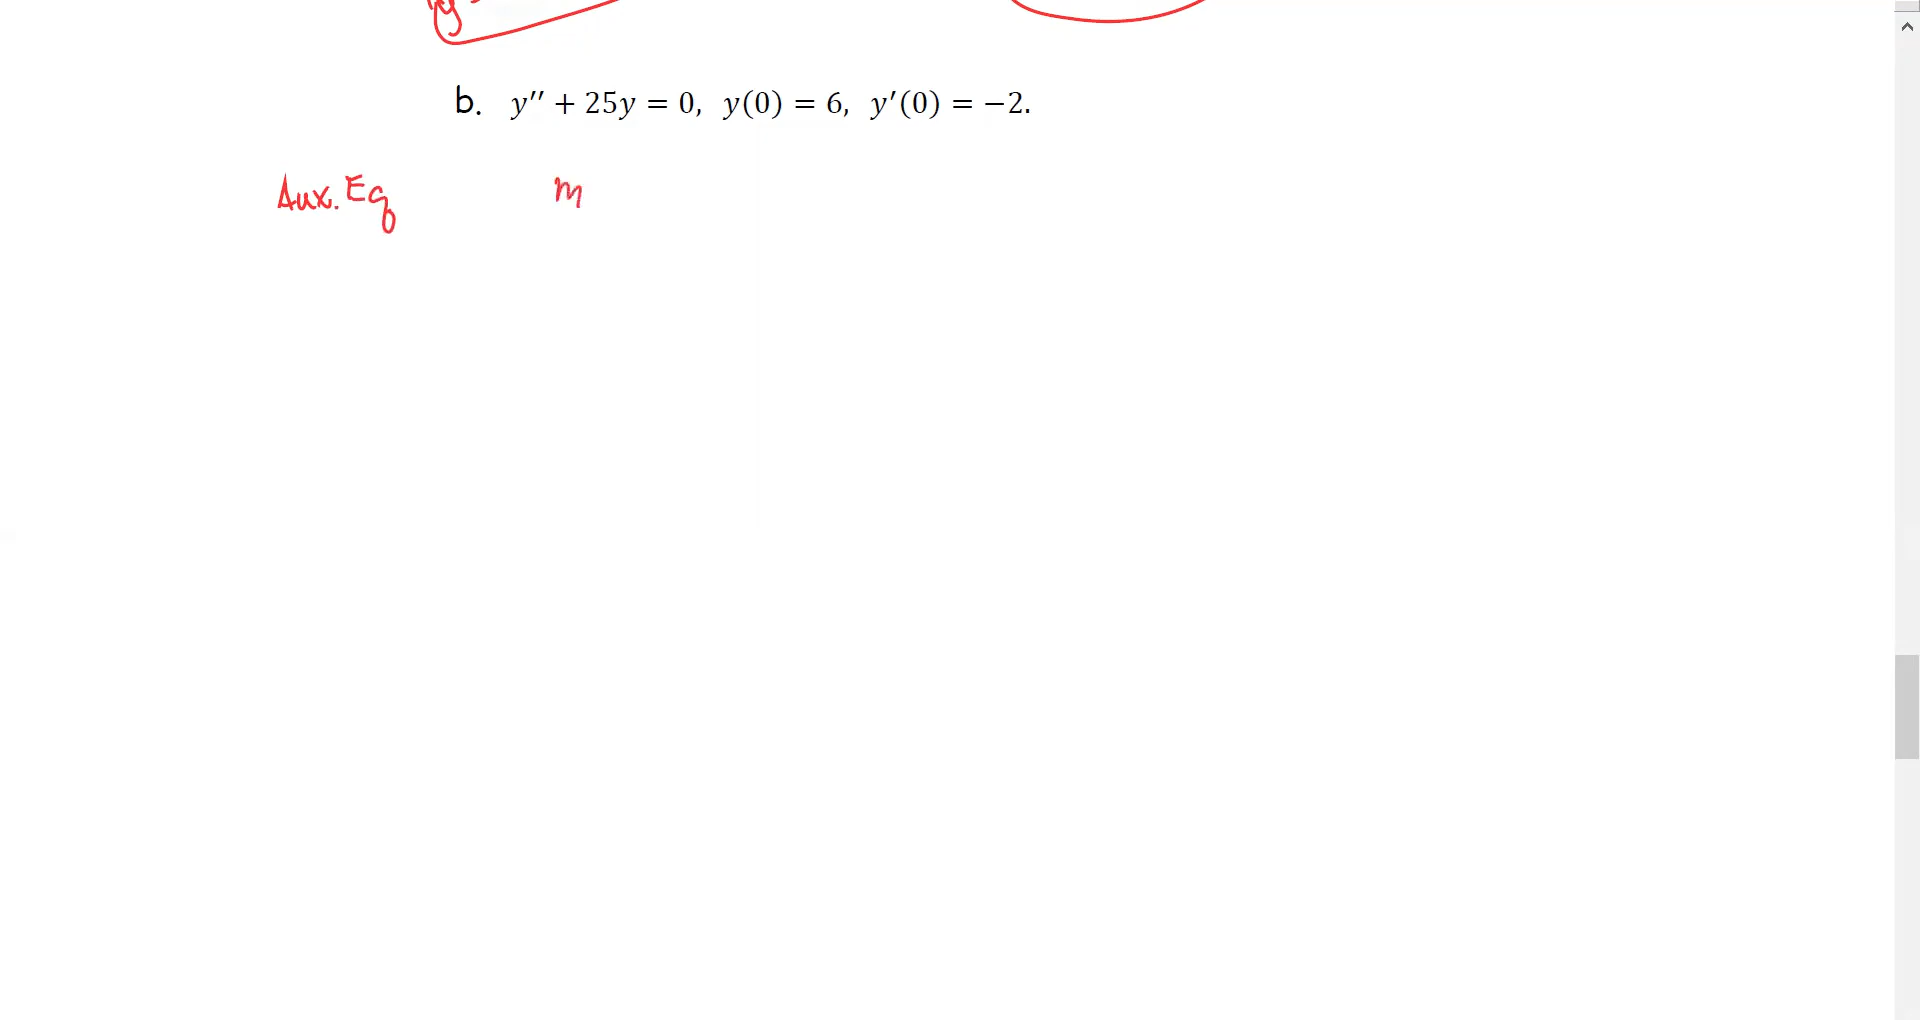 b. y′′ + 25y = 0, y(0) = 6, y′(0) = −2.
Aux. Eq m